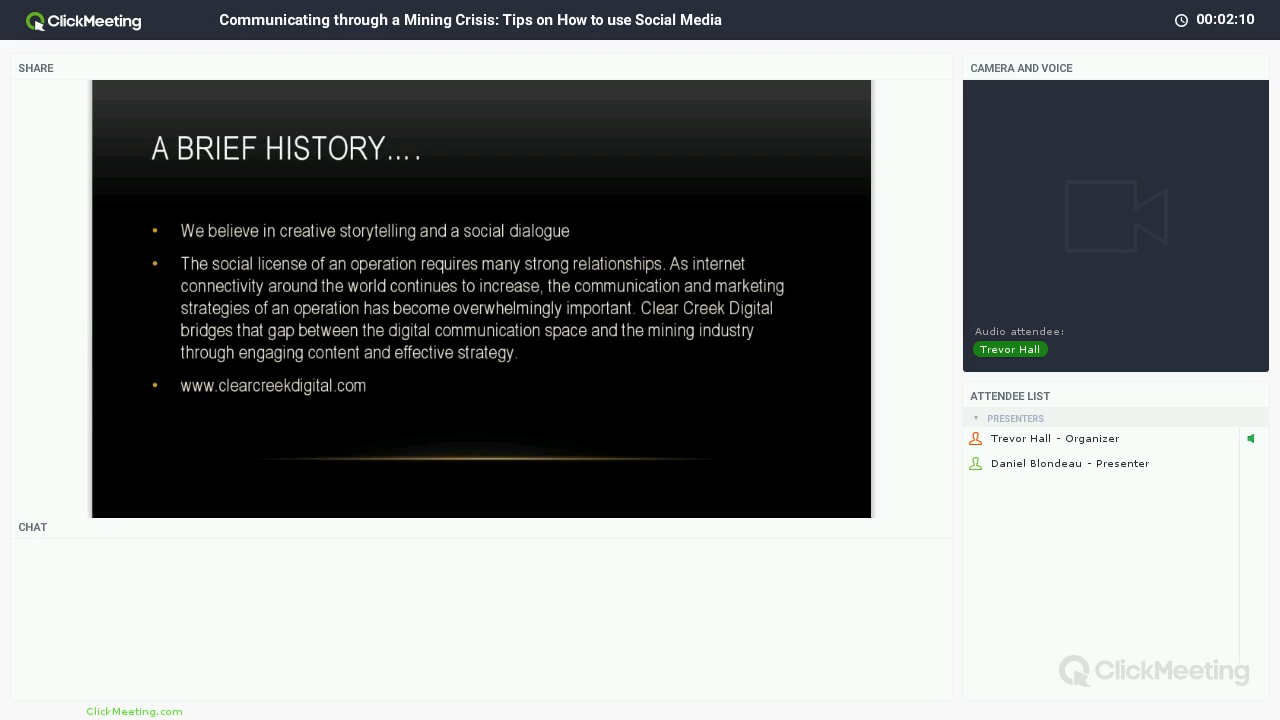 ClickMeeting
Communicating through a Mining Crisis: Tips on How to use Social Media
00:02:10
SHARE
A BRIEF HISTORY….
• We believe in creative storytelling and a social dialogue
• The social license of an operation requires many strong relationships. As internet
connectivity around the world continues to increase, the communication and marketing
strategies of an operation has become overwhelmingly important. Clear Creek Digital
bridges that gap between the digital communication space and the mining industry
through engaging content and effective strategy.
• www.clearcreekdigital.com
CHAT
CAMERA AND VOICE
Audio attendee:
Trevor Hall
ATTENDEE LIST
PRESENTERS
Trevor Hall - Organizer
Daniel Blondeau - Presenter
ClickMeeting
ClickMeeting.com